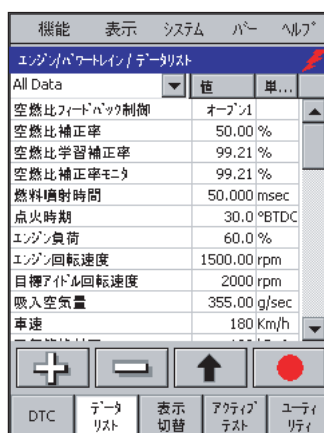 機能 表示 システム バー ヘルプ
エンジン/パワートレイン / データリスト
All Data 値 単...
空燃比フィードバック制御 オープン1
空燃比補正率 50.00 %
空燃比学習補正率 99.21 %
空燃比補正率モニタ 99.21 %
燃料噴射時間 50.000 msec
点火時期 30.0 °BTDC
エンジン負荷 60.0 %
エンジン回転速度 1500.00 rpm
目標アイドル回転速度 2000 rpm
吸入空気量 355.00 g/sec
車速 180 Km/h
DTC データリスト 表示切替 アクティブテスト ユーティリティ